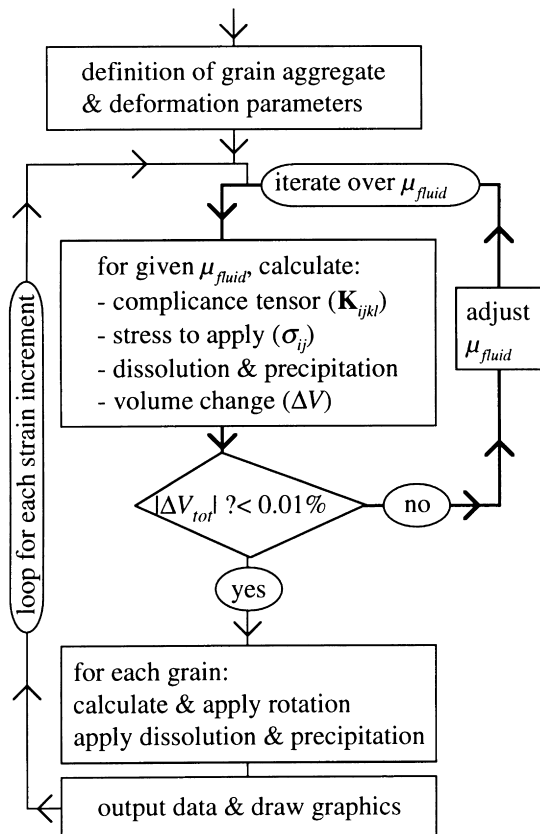 definition of grain aggregate
& deformation parameters
iterate over μfluid
for given μfluid, calculate:
- complicance tensor (Kijkl)
- stress to apply (σij)
- dissolution & precipitation
- volume change (ΔV)
adjust
μfluid
loop for each strain increment
|ΔVtot| ?< 0.01%
no
yes
for each grain:
calculate & apply rotation
apply dissolution & precipitation
output data & draw graphics